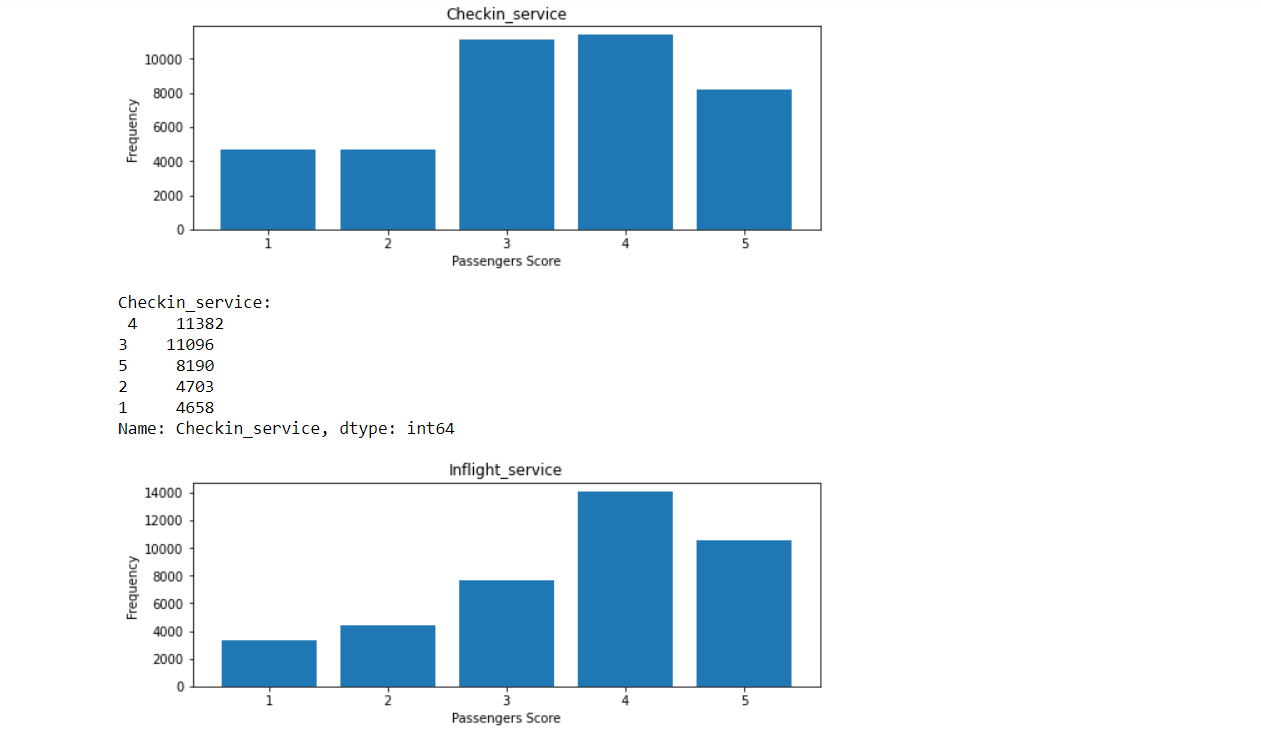 Checkin_service
10000
8000
6000
4000
2000
0
Frequency
1 2 3 4 5
Passengers Score
Checkin_service:
4 11382
3 11096
5 8190
2 4703
1 4658
Name: Checkin_service, dtype: int64
Inflight_service
14000
12000
10000
8000
6000
4000
2000
0
Frequency
1 2 3 4 5
Passengers Score